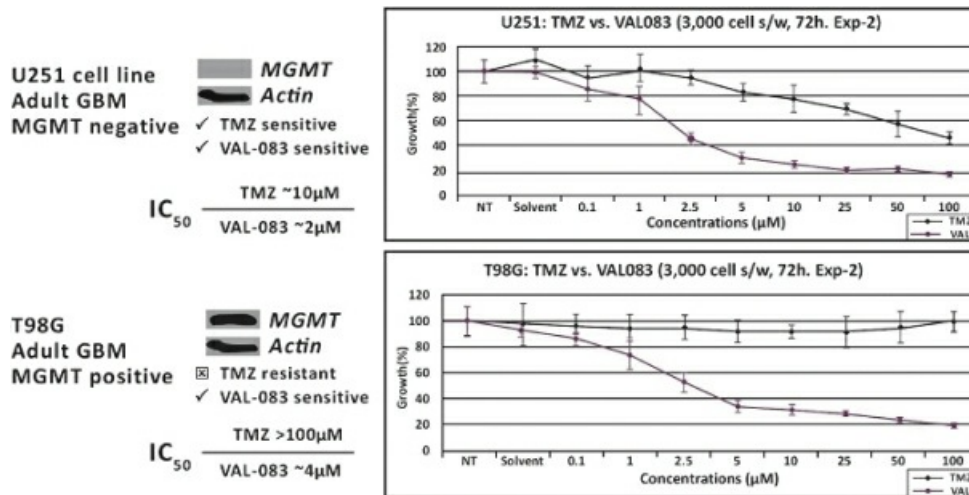 U251 cell line
Adult GBM
MGMT negative
MGMT
Actin
✓ TMZ sensitive
✓ VAL-083 sensitive
IC50
TMZ ~10µM
VAL-083 ~2µM
U251: TMZ vs. VAL083 (3,000 cell s/w, 72h. Exp-2)
Growth(%)
120
100
80
60
40
20
0
NT Solvent 0.1 1 2.5 5 10 25 50 100
Concentrations (µM)
TMZ
VAL
T98G
Adult GBM
MGMT positive
MGMT
Actin
☒ TMZ resistant
✓ VAL-083 sensitive
IC50
TMZ >100µM
VAL-083 ~4µM
T98G: TMZ vs. VAL083 (3,000 cell s/w, 72h. Exp-2)
Growth(%)
120
100
80
60
40
20
0
NT Solvent 0.1 1 2.5 5 10 25 50 100
Concentrations (µM)
TMZ
VAL